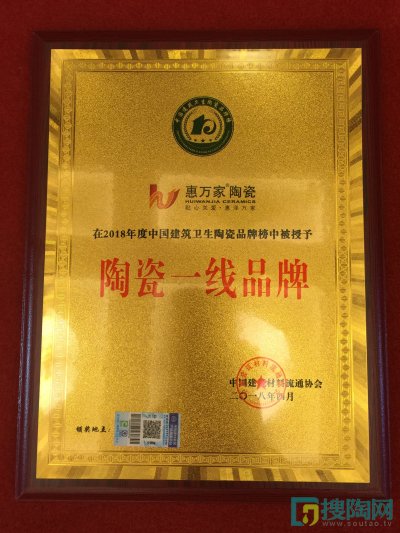 惠万家®陶瓷
HUIWANJIA CERAMICS
在2018年度中国建筑卫生陶瓷品牌榜中被授予
陶瓷一线品牌
中国建筑材料流通协会
二〇一八年四月
颁奖地点:
搜陶网
www.soutao.tv